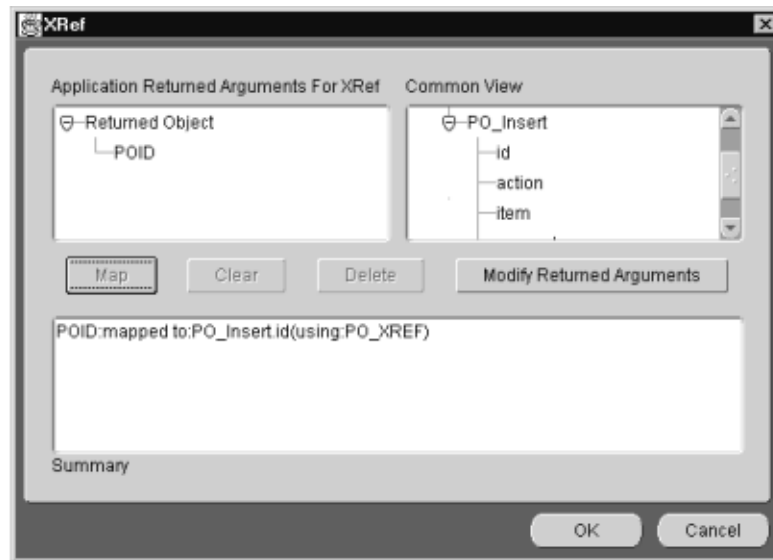 XRef
Application Returned Arguments For XRef
Common View
Returned Object
POID
PO_Insert
id
action
item
Map
Clear
Delete
Modify Returned Arguments
POID:mapped to:PO_Insert.id(using:PO_XREF)
Summary
OK
Cancel